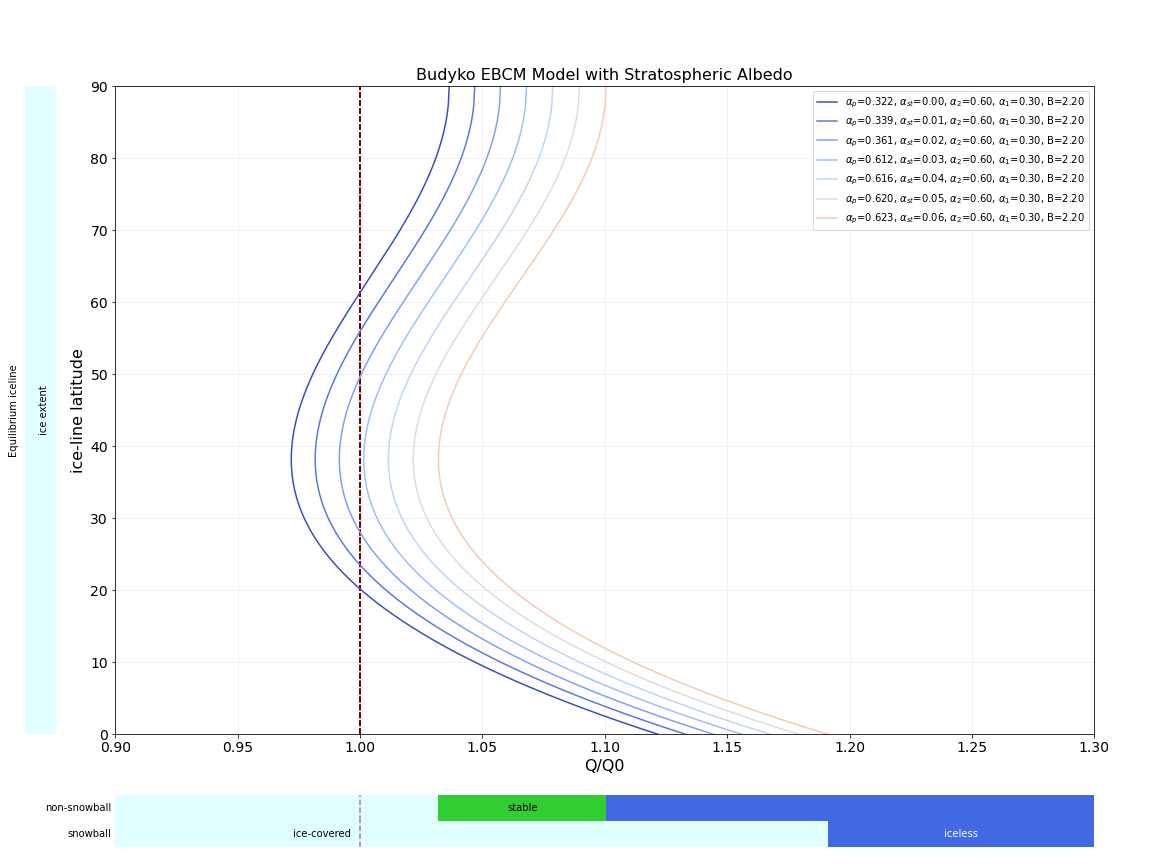 Budyko EBCM Model with Stratospheric Albedo
αp=0.322, αst=0.00, α2=0.60, α1=0.30, B=2.20
αp=0.339, αst=0.01, α2=0.60, α1=0.30, B=2.20
αp=0.361, αst=0.02, α2=0.60, α1=0.30, B=2.20
αp=0.612, αst=0.03, α2=0.60, α1=0.30, B=2.20
αp=0.616, αst=0.04, α2=0.60, α1=0.30, B=2.20
αp=0.620, αst=0.05, α2=0.60, α1=0.30, B=2.20
αp=0.623, αst=0.06, α2=0.60, α1=0.30, B=2.20
Equilibrium iceline
ice extent
ice-line latitude
90
80
70
60
50
40
30
20
10
0
0.90 0.95 1.00 1.05 1.10 1.15 1.20 1.25 1.30
Q/Q0
non-snowball stable
snowball ice-covered iceless